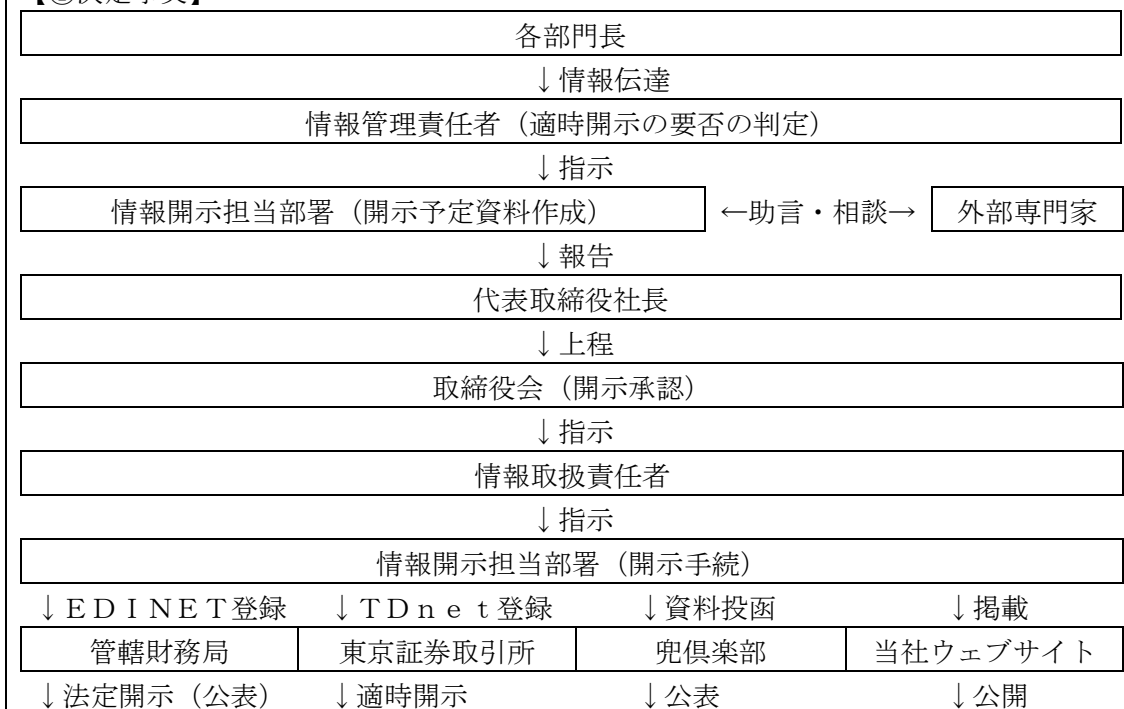 各部門長
↓情報伝達
情報管理責任者（適時開示の要否の判定）
↓指示
情報開示担当部署（開示予定資料作成） ←助言・相談→ 外部専門家
↓報告
代表取締役社長
↓上程
取締役会（開示承認）
↓指示
情報取扱責任者
↓指示
情報開示担当部署（開示手続）
↓ＥＤＩＮＥＴ登録 ↓ＴＤｎｅｔ登録 ↓資料投函 ↓掲載
管轄財務局 東京証券取引所 兜倶楽部 当社ウェブサイト
↓法定開示（公表） ↓適時開示 ↓公表 ↓公開